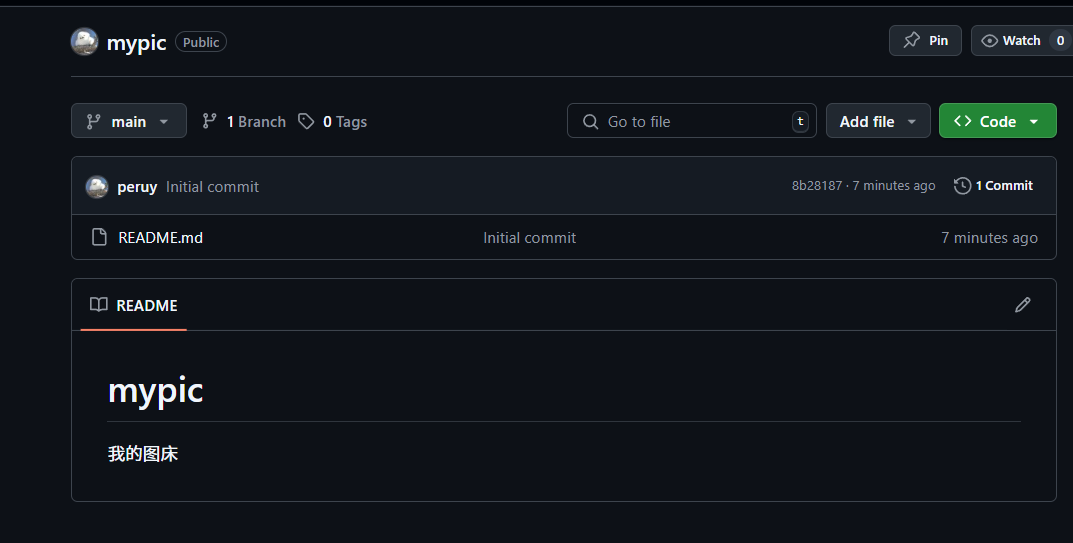 mypic Public Pin Watch 0
main 1 Branch 0 Tags Go to file t Add file Code
peruy Initial commit 8b28187 · 7 minutes ago 1 Commit
README.md Initial commit 7 minutes ago
README
mypic
我的图床